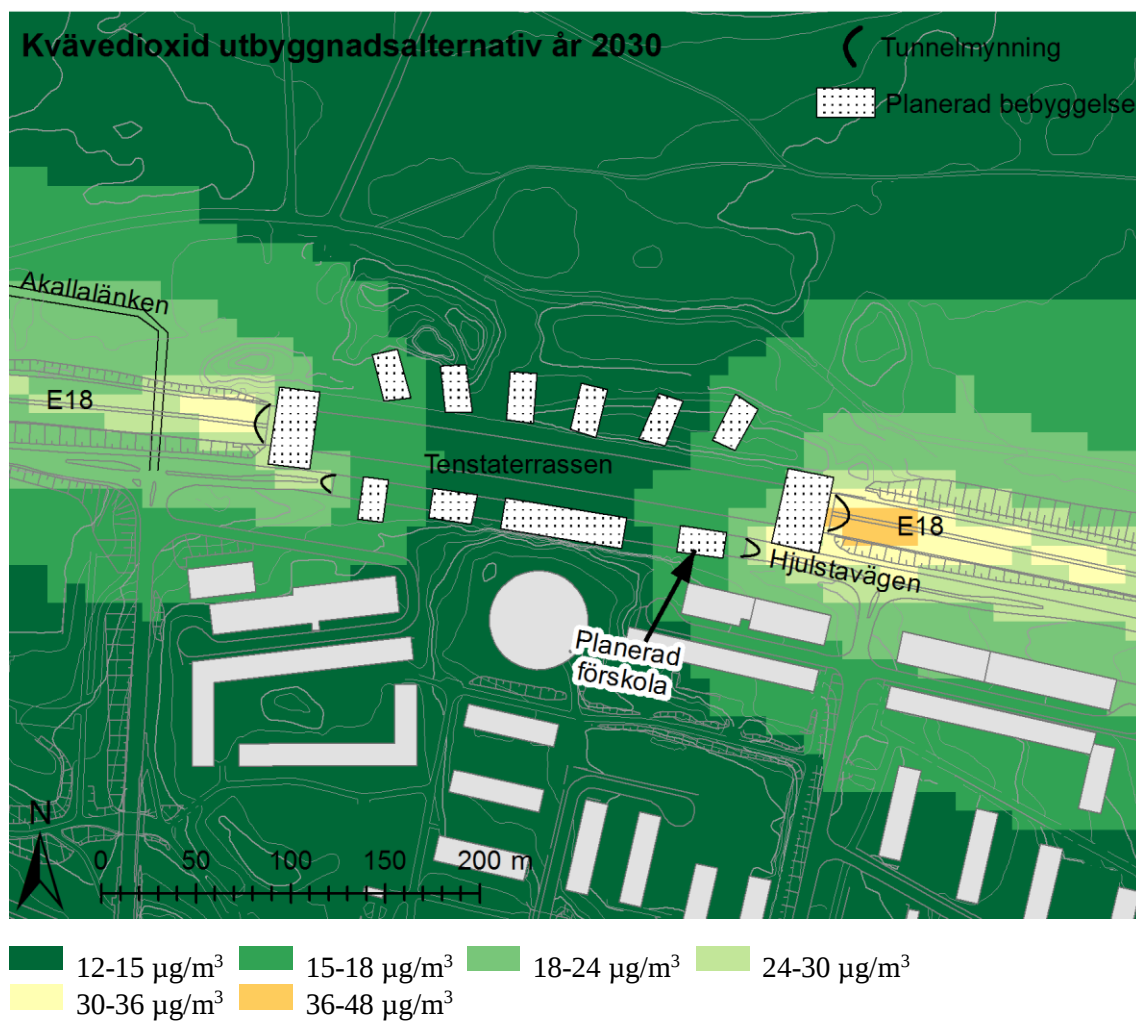 Kvävedioxid utbyggnadsalternativ år 2030
Tunnelmynning
Planerad bebyggelse
Akallalänken
E18
Tenstaterrassen
E18
Hjulstavägen
Planerad
förskola
N
0 50 100 150 200 m
12-15 µg/m³ 15-18 µg/m³ 18-24 µg/m³ 24-30 µg/m³
30-36 µg/m³ 36-48 µg/m³